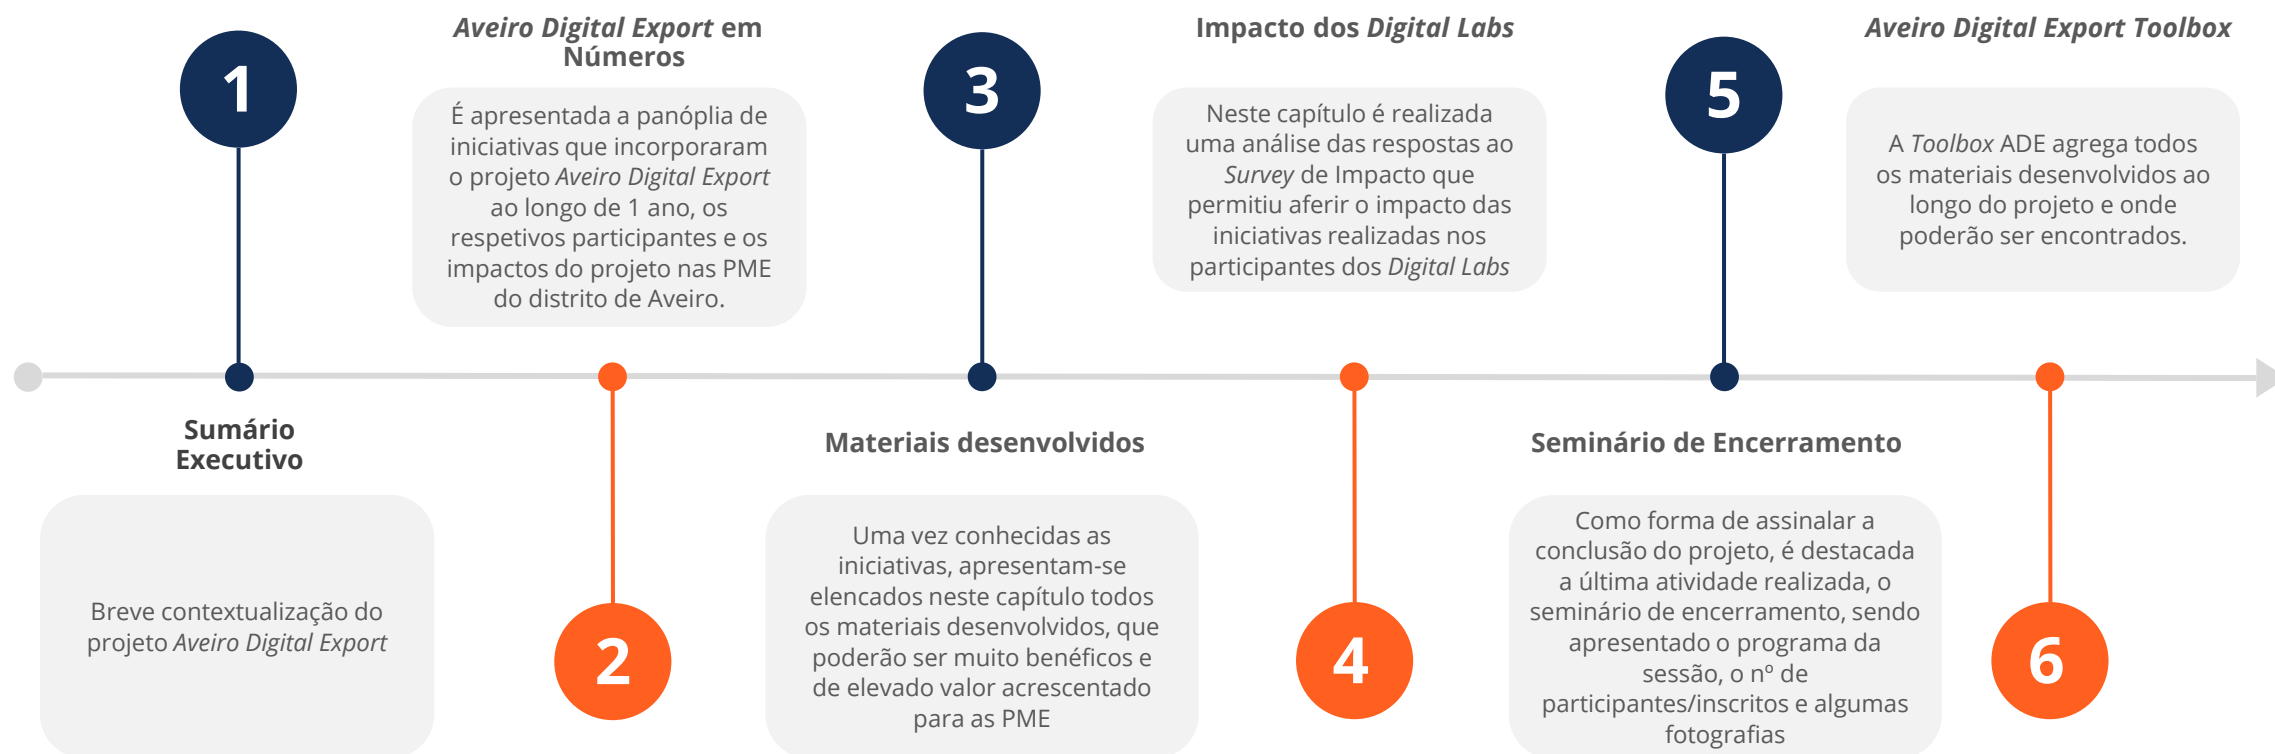 1
Sumário
Executivo
Breve contextualização do
projeto Aveiro Digital Export
Aveiro Digital Export em
Números
É apresentada a panóplia de
iniciativas que incorporaram
o projeto Aveiro Digital Export
ao longo de 1 ano, os
respetivos participantes e os
impactos do projeto nas PME
do distrito de Aveiro.
2
3
Materiais desenvolvidos
Uma vez conhecidas as
iniciativas, apresentam-se
elencados neste capítulo todos
os materiais desenvolvidos, que
poderão ser muito benéficos e
de elevado valor acrescentado
para as PME
Impacto dos Digital Labs
Neste capítulo é realizada
uma análise das respostas ao
Survey de Impacto que
permitiu aferir o impacto das
iniciativas realizadas nos
participantes dos Digital Labs
4
5
Seminário de Encerramento
Como forma de assinalar a
conclusão do projeto, é destacada
a última atividade realizada, o
seminário de encerramento, sendo
apresentado o programa da
sessão, o nº de
participantes/inscritos e algumas
fotografias
Aveiro Digital Export Toolbox
A Toolbox ADE agrega todos
os materiais desenvolvidos ao
longo do projeto e onde
poderão ser encontrados.
6